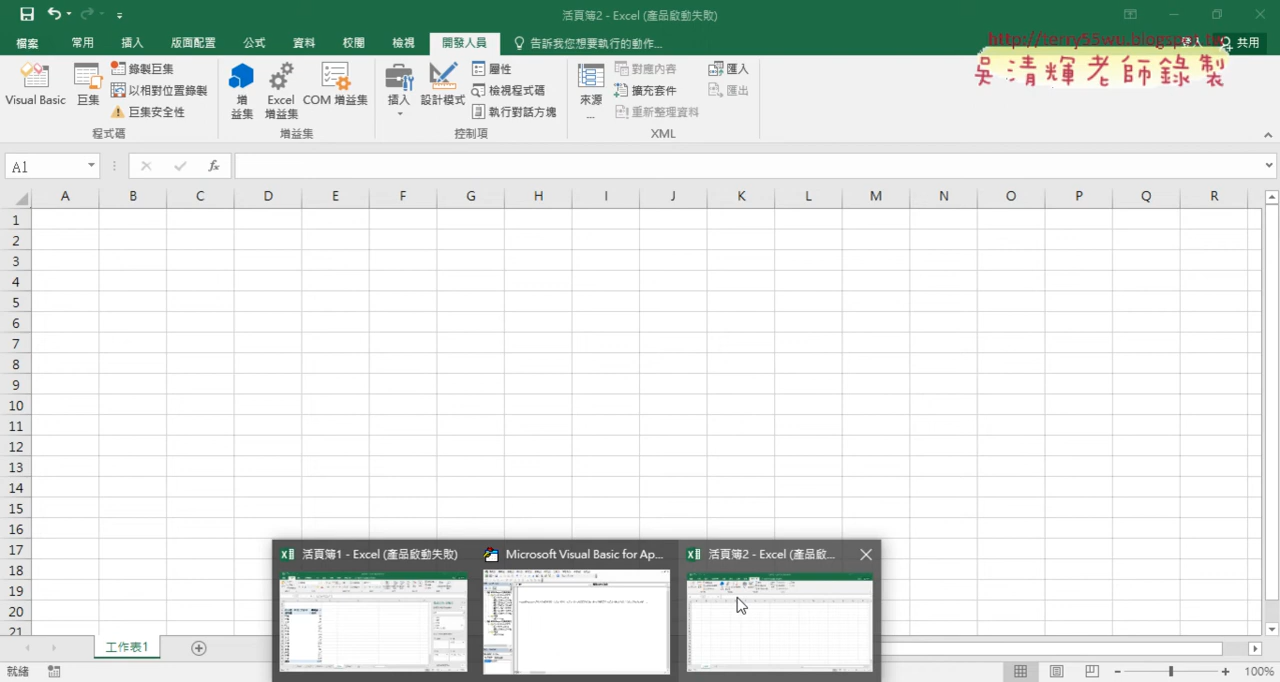 活頁簿2 - Excel (產品啟動失敗)
檔案 常用 插入 版面配置 公式 資料 校閱 檢視 開發人員 告訴我您想要執行的動作... 登入 共用
http://terry55wu.blogspot.tw
吳清輝老師錄製
Visual Basic 巨集 錄製巨集 以相對位置錄製 巨集安全性 程式碼
增益集 Excel 增益集 COM 增益集 增益集
插入 設計模式 屬性 檢視程式碼 執行對話方塊 控制項
來源... 對應內容 擴充套件 重新整理資料 匯入 匯出 XML
A1 fx
A B C D E F G H I J K L M N O P Q R
1
2
3
4
5
6
7
8
9
10
11
12
13
14
15
16
17
18
19
20
21
活頁簿1 - Excel (產品啟動失敗) Microsoft Visual Basic for Ap... 活頁簿2 - Excel (產品啟...
工作表1
就緒 100%